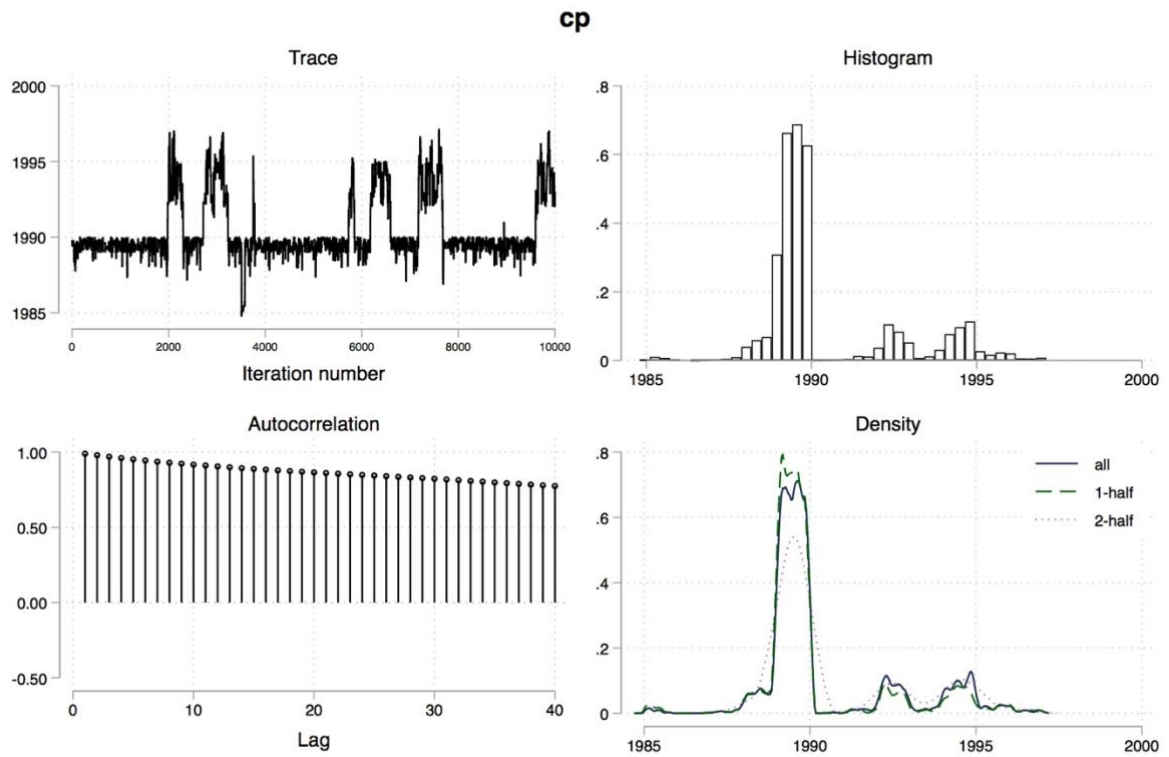 cp
Trace
2000
1995
1990
1985
0 2000 4000 6000 8000 10000
Iteration number
Histogram
.8
.6
.4
.2
0
1985 1990 1995 2000
Autocorrelation
1.00
0.50
0.00
-0.50
0 10 20 30 40
Lag
Density
.8
.6
.4
.2
0
all
1-half
2-half
1985 1990 1995 2000